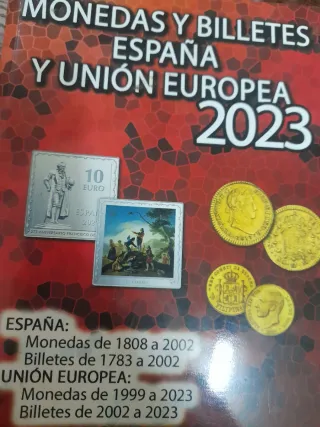 MONEDAS Y BILLETES
ESPAÑA
Y UNIÓN EUROPEA
2023
10
EURO
ESPAÑA:
Monedas de 1808 a 2002
Billetes de 1783 a 2002
UNIÓN EUROPEA:
Monedas de 1999 a 2023
Billetes de 2002 a 2023